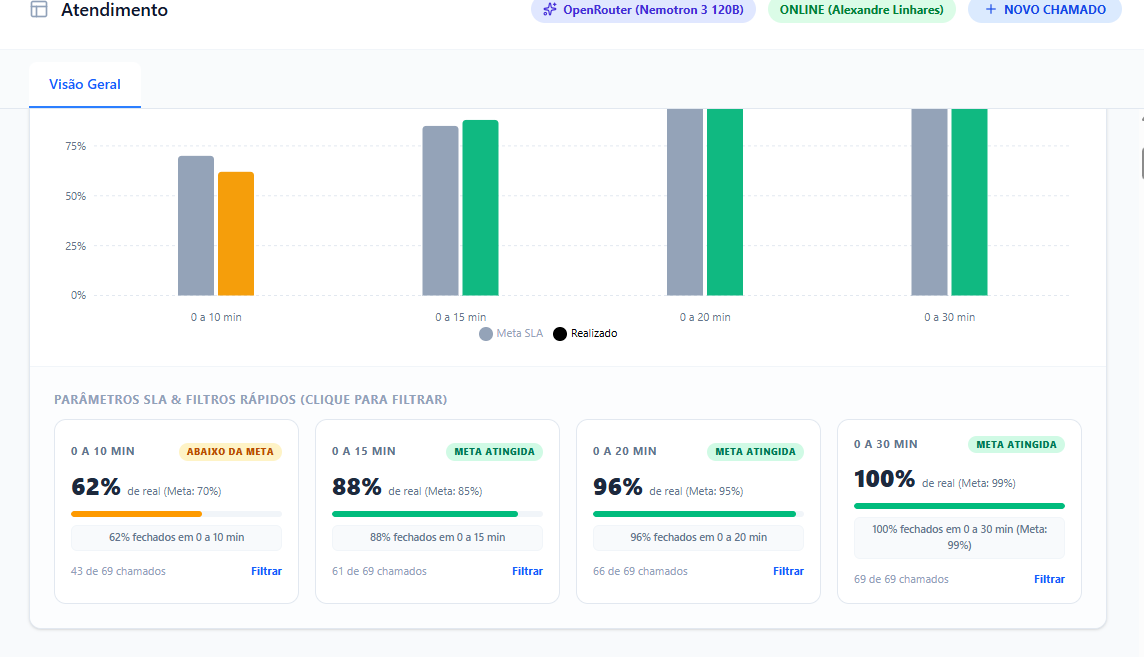 Atendimento
OpenRouter (Nemotron 3 120B)
ONLINE (Alexandre Linhares)
+ NOVO CHAMADO
Visão Geral
75%
50%
25%
0%
0 a 10 min
0 a 15 min
0 a 20 min
0 a 30 min
Meta SLA
Realizado
PARÂMETROS SLA & FILTROS RÁPIDOS (CLIQUE PARA FILTRAR)
0 A 10 MIN
ABAIXO DA META
62% de real (Meta: 70%)
62% fechados em 0 a 10 min
43 de 69 chamados
Filtrar
0 A 15 MIN
META ATINGIDA
88% de real (Meta: 85%)
88% fechados em 0 a 15 min
61 de 69 chamados
Filtrar
0 A 20 MIN
META ATINGIDA
96% de real (Meta: 95%)
96% fechados em 0 a 20 min
66 de 69 chamados
Filtrar
0 A 30 MIN
META ATINGIDA
100% de real (Meta: 99%)
100% fechados em 0 a 30 min (Meta:
99%)
69 de 69 chamados
Filtrar